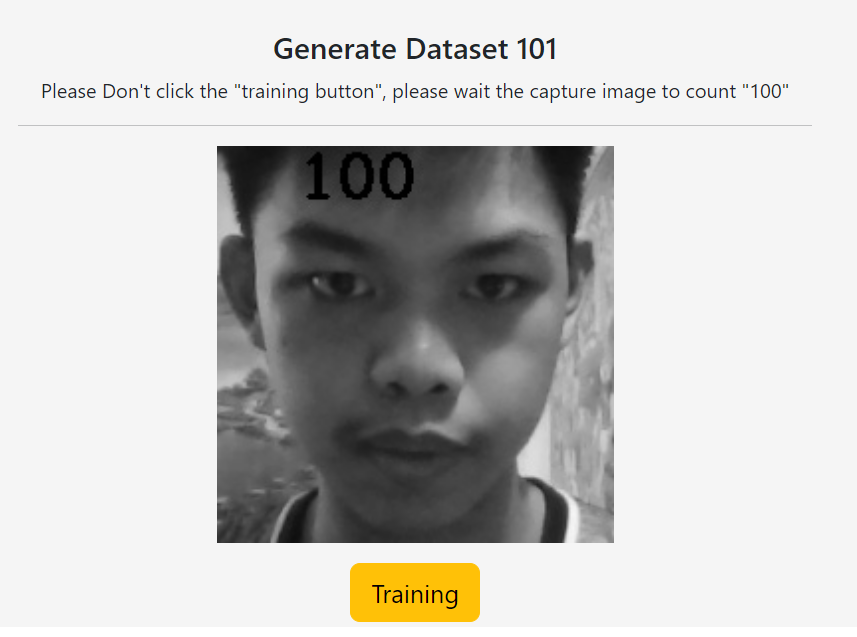 Generate Dataset 101
Please Don't click the "training button", please wait the capture image to count "100"
100
Training